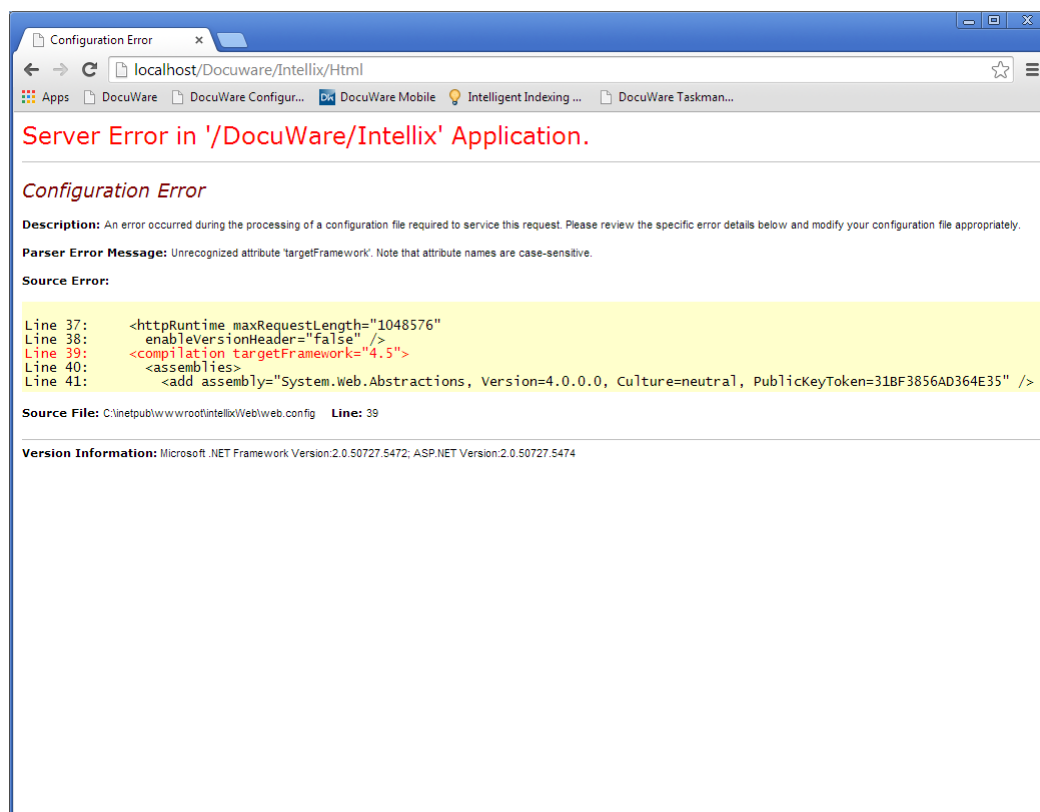 Configuration Error
localhost/Docuware/Intellix/Html
Apps DocuWare DocuWare Configur... DW DocuWare Mobile Intelligent Indexing ... DocuWare Taskman...
Server Error in '/DocuWare/Intellix' Application.
Configuration Error
Description: An error occurred during the processing of a configuration file required to service this request. Please review the specific error details below and modify your configuration file appropriately.
Parser Error Message: Unrecognized attribute 'targetFramework'. Note that attribute names are case-sensitive.
Source Error:
Line 37: <httpRuntime maxRequestLength="1048576"
Line 38: enableVersionHeader="false" />
Line 39: <compilation targetFramework="4.5">
Line 40: <assemblies>
Line 41: <add assembly="System.Web.Abstractions, Version=4.0.0.0, Culture=neutral, PublicKeyToken=31BF3856AD364E35" />
Source File: C:\inetpub\wwwroot\intellixWeb\web.config Line: 39
Version Information: Microsoft .NET Framework Version:2.0.50727.5472; ASP.NET Version:2.0.50727.5474